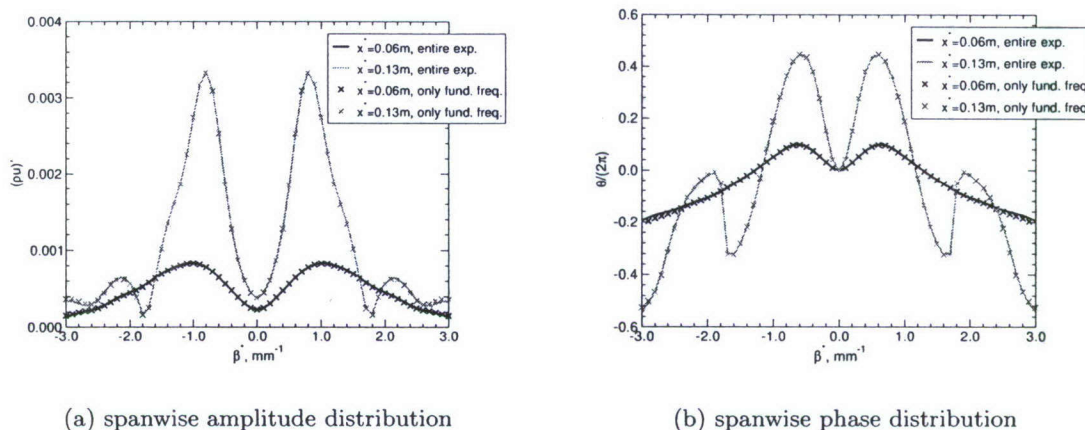 0.004
0.003
0.002
0.001
0.000
(ρu)'
-3.0 -2.0 -1.0 0.0 1.0 2.0 3.0
β*, mm⁻¹
x*=0.06m, entire exp.
x*=0.13m, entire exp.
x*=0.06m, only fund. freq.
x*=0.13m, only fund. freq.
(a) spanwise amplitude distribution
0.6
0.4
0.2
0.0
-0.2
-0.4
-0.6
θ/(2π)
-3.0 -2.0 -1.0 0.0 1.0 2.0 3.0
β*, mm⁻¹
x*=0.06m, entire exp.
x*=0.13m, entire exp.
x*=0.06m, only fund. freq.
x*=0.13m, only fund. freq.
(b) spanwise phase distribution